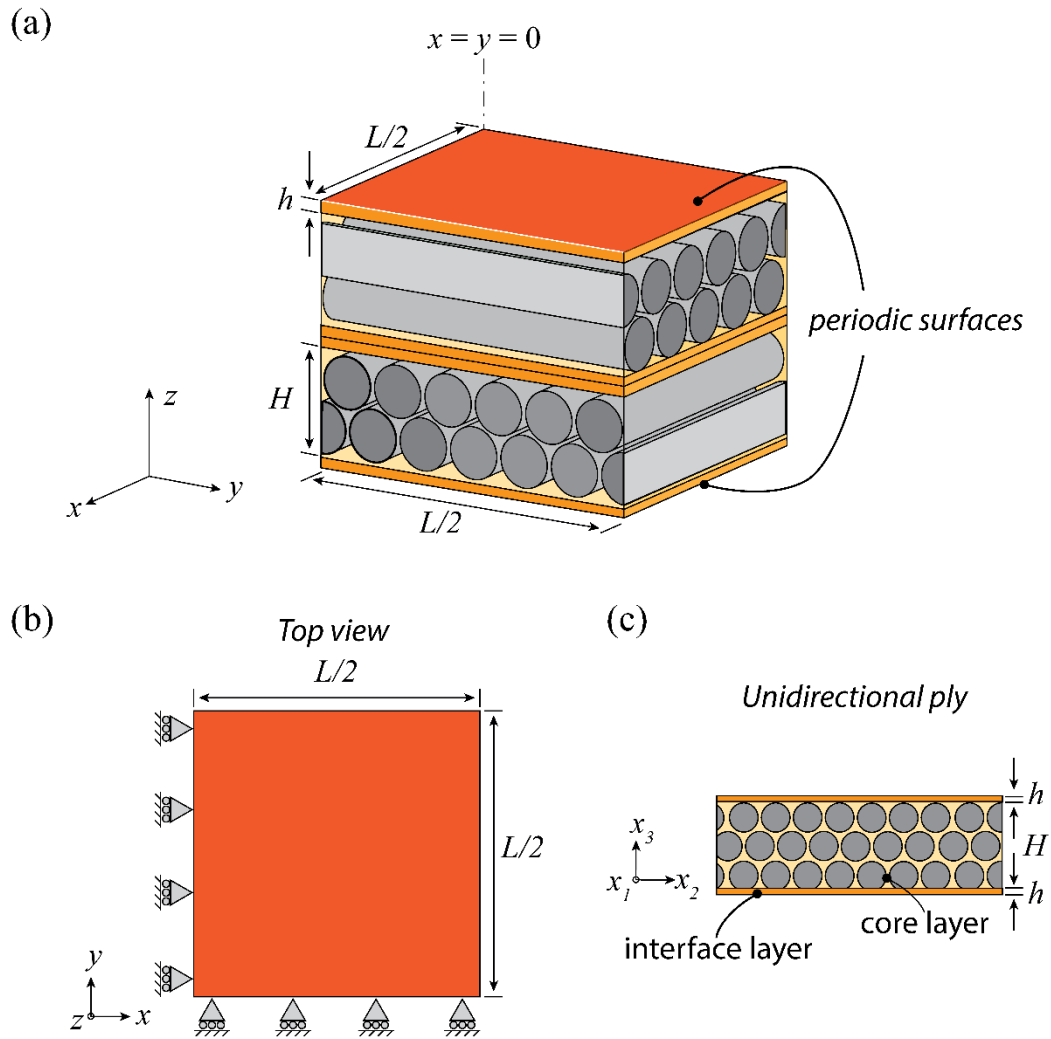 (a)
x = y = 0
L/2
h
H
z
x
y
L/2
periodic surfaces
(b)
Top view
L/2
L/2
y
z
x
(c)
Unidirectional ply
h
H
h
x3
x1
x2
core layer
interface layer